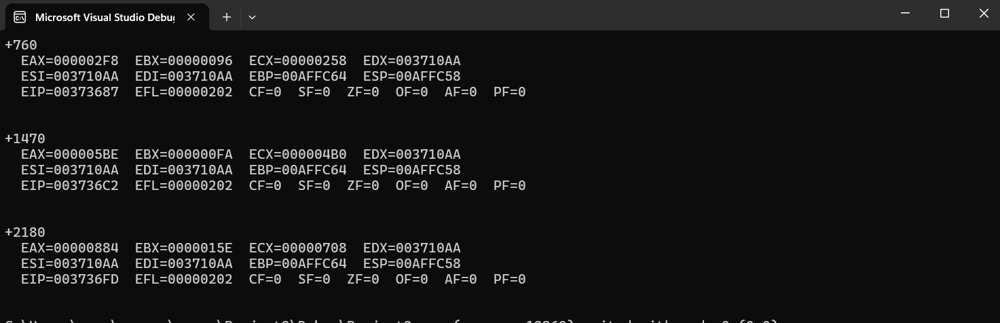 Microsoft Visual Studio Debug
+760
EAX=000002F8 EBX=00000096 ECX=00000258 EDX=003710AA
ESI=003710AA EDI=003710AA EBP=00AFFC64 ESP=00AFFC58
EIP=00373687 EFL=00000202 CF=0 SF=0 ZF=0 OF=0 AF=0 PF=0
+1470
EAX=000005BE EBX=000000FA ECX=000004B0 EDX=003710AA
ESI=003710AA EDI=003710AA EBP=00AFFC64 ESP=00AFFC58
EIP=003736C2 EFL=00000202 CF=0 SF=0 ZF=0 OF=0 AF=0 PF=0
+2180
EAX=00000884 EBX=0000015E ECX=00000708 EDX=003710AA
ESI=003710AA EDI=003710AA EBP=00AFFC64 ESP=00AFFC58
EIP=003736FD EFL=00000202 CF=0 SF=0 ZF=0 OF=0 AF=0 PF=0